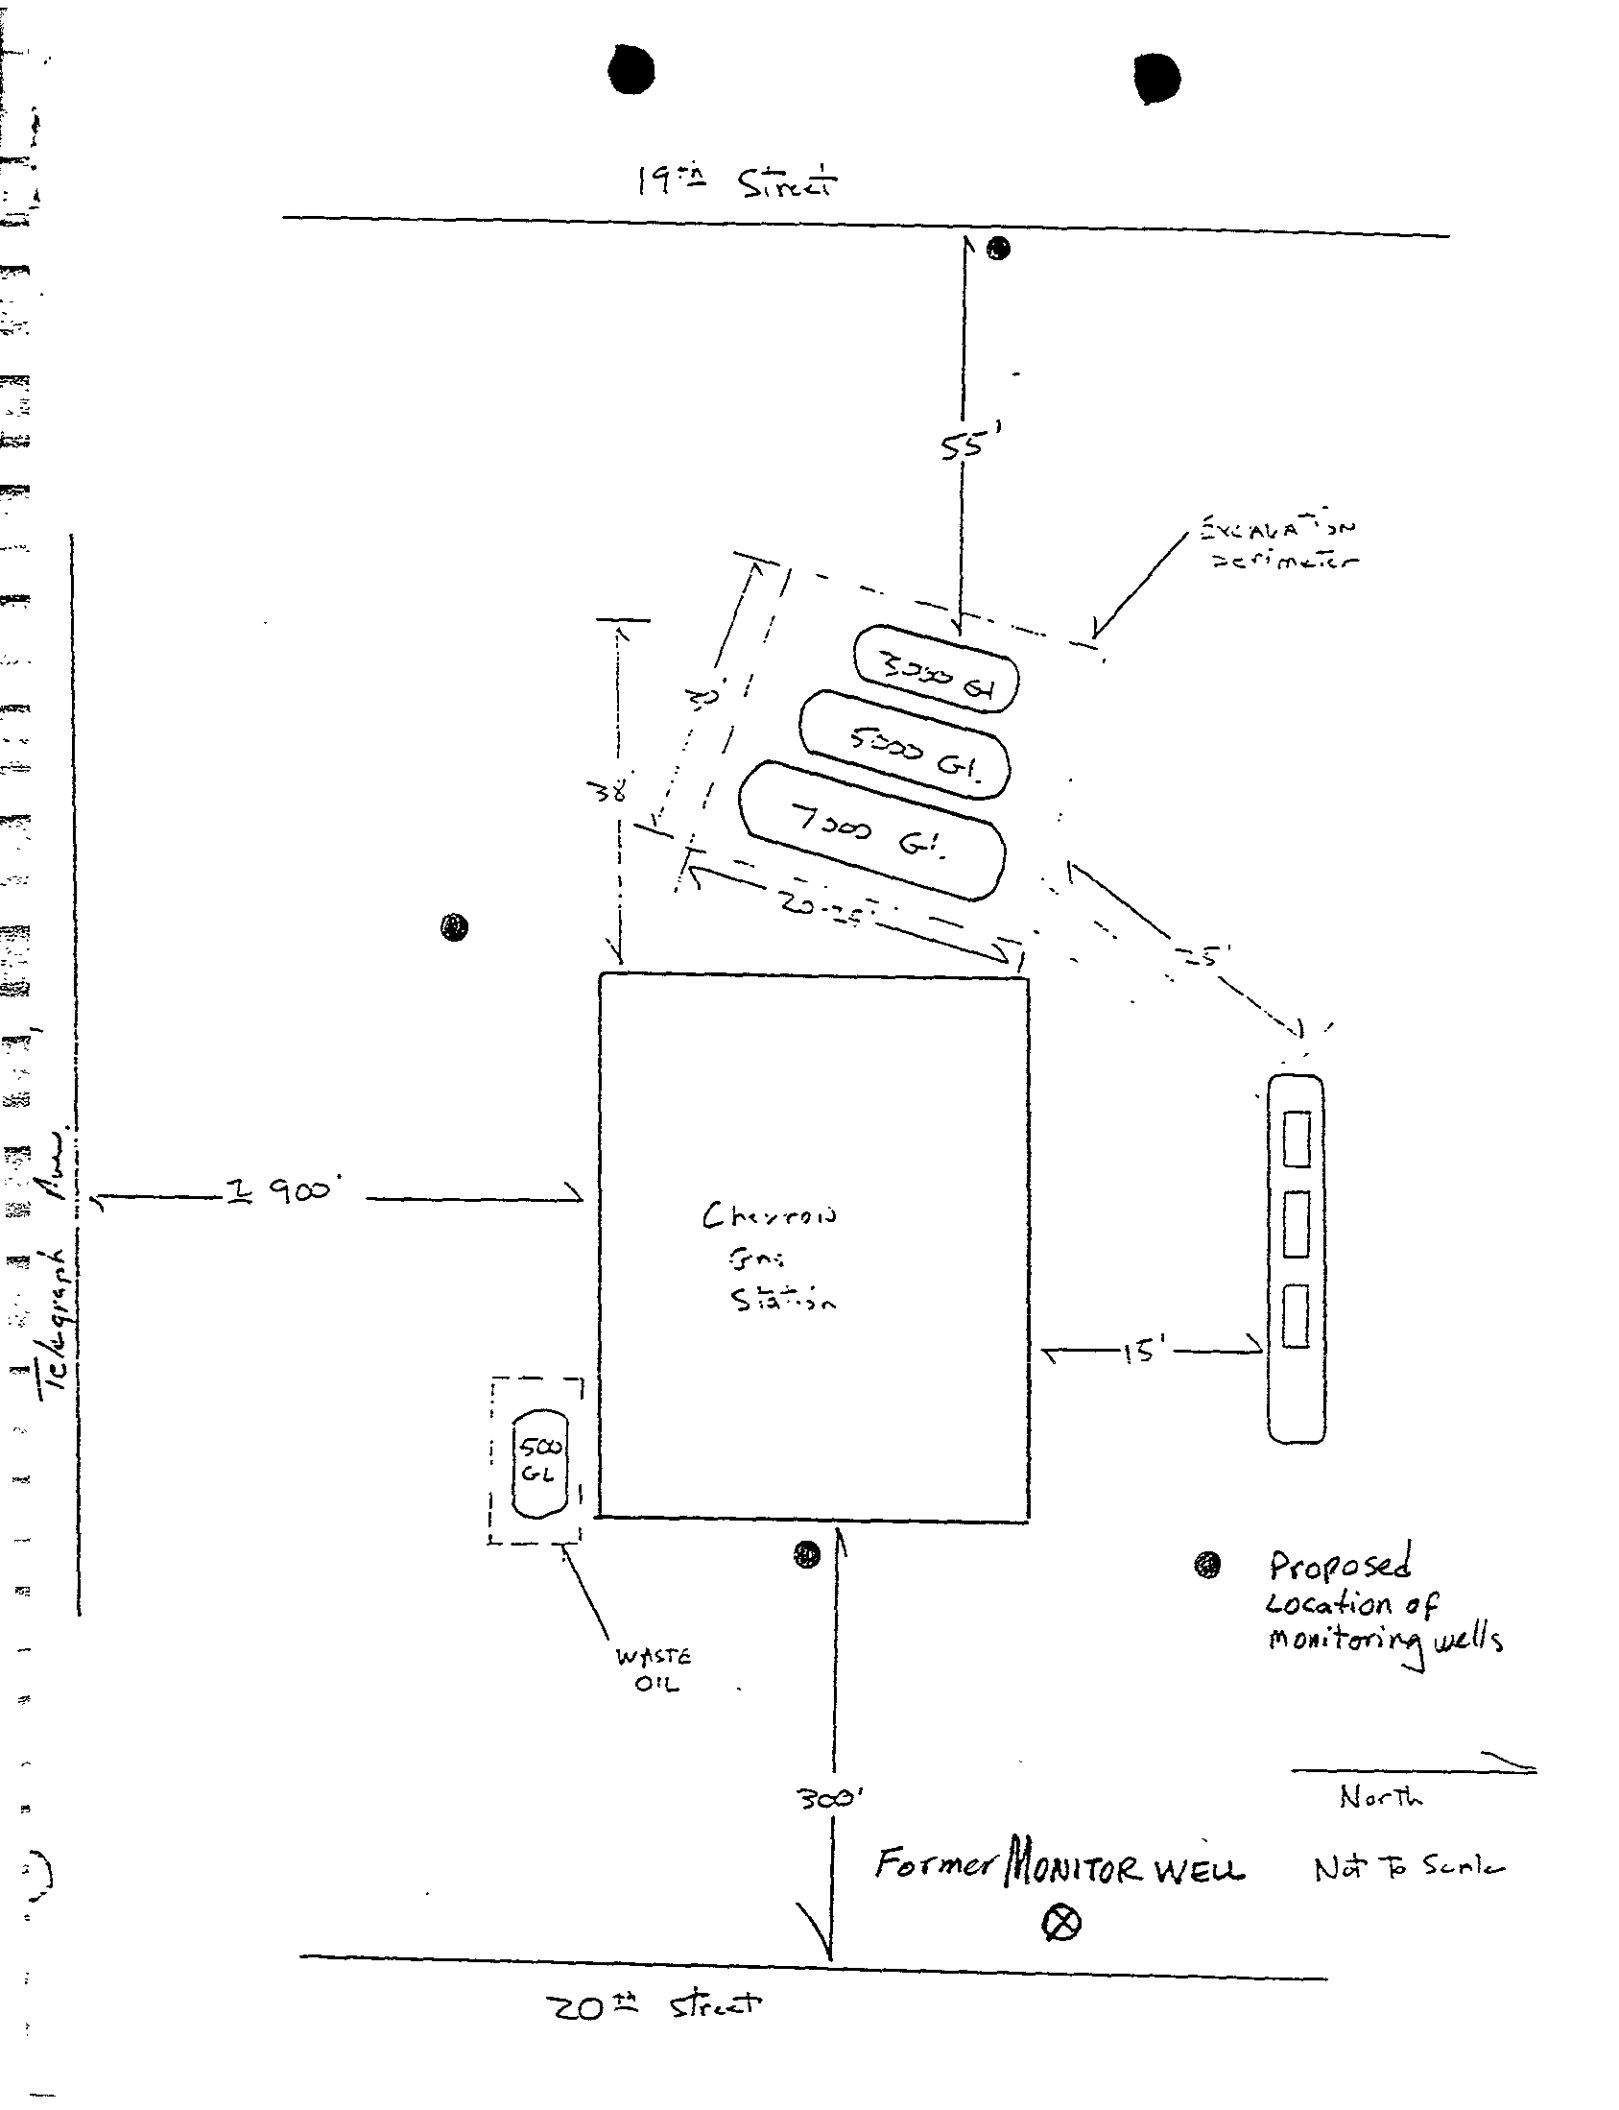 19th Street
55'
Excavation
perimeter
3,000 Gl
5000 Gl.
7000 Gl.
38'
20-25'
25'
Telegraph Ave.
± 900'
Chevron
Gas
Station
15'
500
GL
WASTE
OIL
Proposed
Location of
monitoring wells
300'
North
Former MONITOR WELL
Not To Scale
20th Street